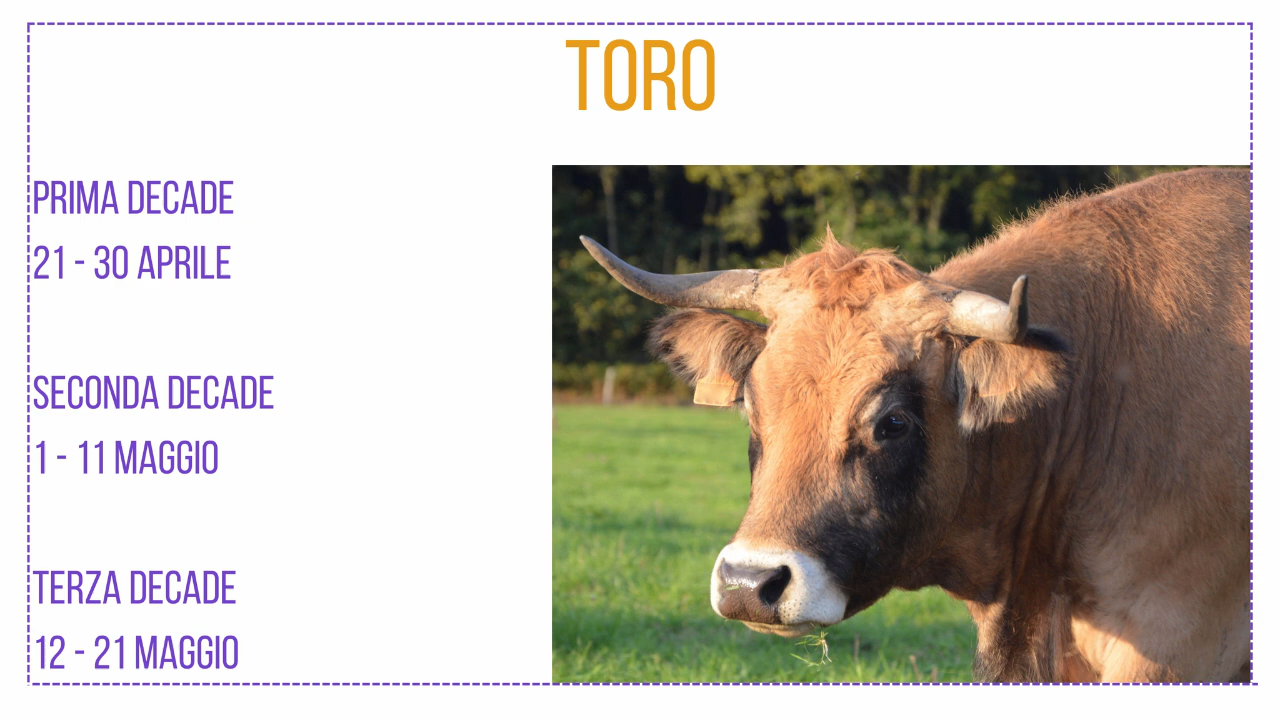 TORO
PRIMA DECADE
21 - 30 APRILE
SECONDA DECADE
1 - 11 MAGGIO
TERZA DECADE
12 - 21 MAGGIO